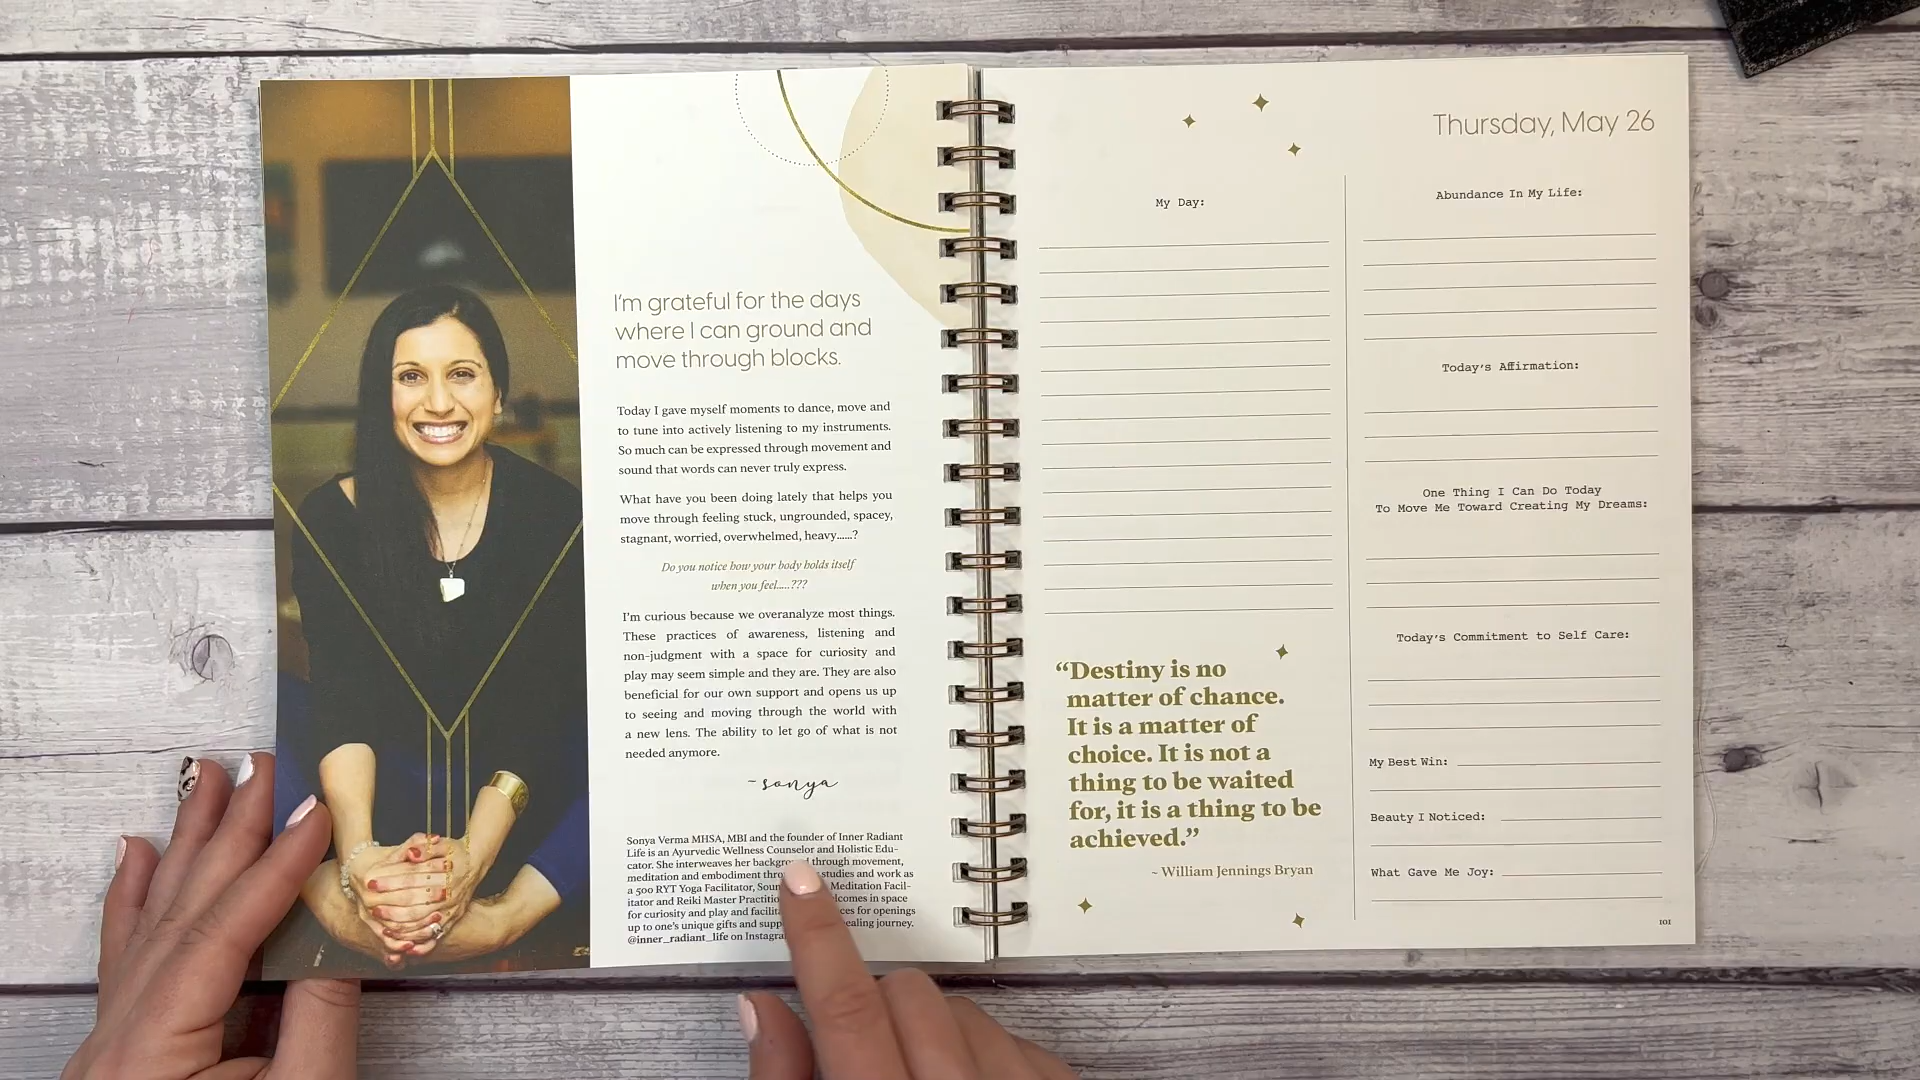 I'm grateful for the days
where I can ground and
move through blocks.
Today I gave myself moments to dance, move and
to tune into actively listening to my instruments.
So much can be expressed through movement and
sound that words can never truly express.
What have you been doing lately that helps you
move through feeling stuck, ungrounded, spacey,
stagnant, worried, overwhelmed, heavy......?
Do you notice how your body holds itself
when you feel.....???
I'm curious because we overanalyze most things.
These practices of awareness, listening and
non-judgment with a space for curiosity and
play may seem simple and they are. They are also
beneficial for our own support and opens us up
to seeing and moving through the world with
a new lens. The ability to let go of what is not
needed anymore.
~sonya
Sonya Verma MHSA, MBI and the founder of Inner Radiant
Life is an Ayurvedic Wellness Counselor and Holistic Edu-
cator. She interweaves her background through movement,
meditation and embodiment studies and work as
a 500 RYT Yoga Facilitator, Meditation Facil-
itator and Reiki Master in space
for curiosity and play and for openings
up to one's unique gifts and journey.
@inner_radiant_life on
Thursday, May 26
My Day:
"Destiny is no
matter of chance.
It is a matter of
choice. It is not a
thing to be waited
for, it is a thing to be
achieved."
~ William Jennings Bryan
Abundance In My Life:
Today's Affirmation:
One Thing I Can Do Today
To Move Me Toward Creating My Dreams:
Today's Commitment to Self Care:
My Best Win:
Beauty I Noticed:
What Gave Me Joy:
101